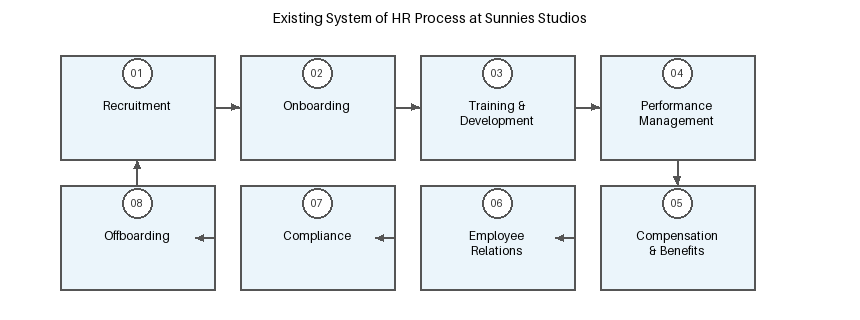 Existing System of HR Process at Sunnies Studios
01
Recruitment
02
Onboarding
03
Training &
Development
04
Performance
Management
08
Offboarding
07
Compliance
06
Employee
Relations
05
Compensation
& Benefits